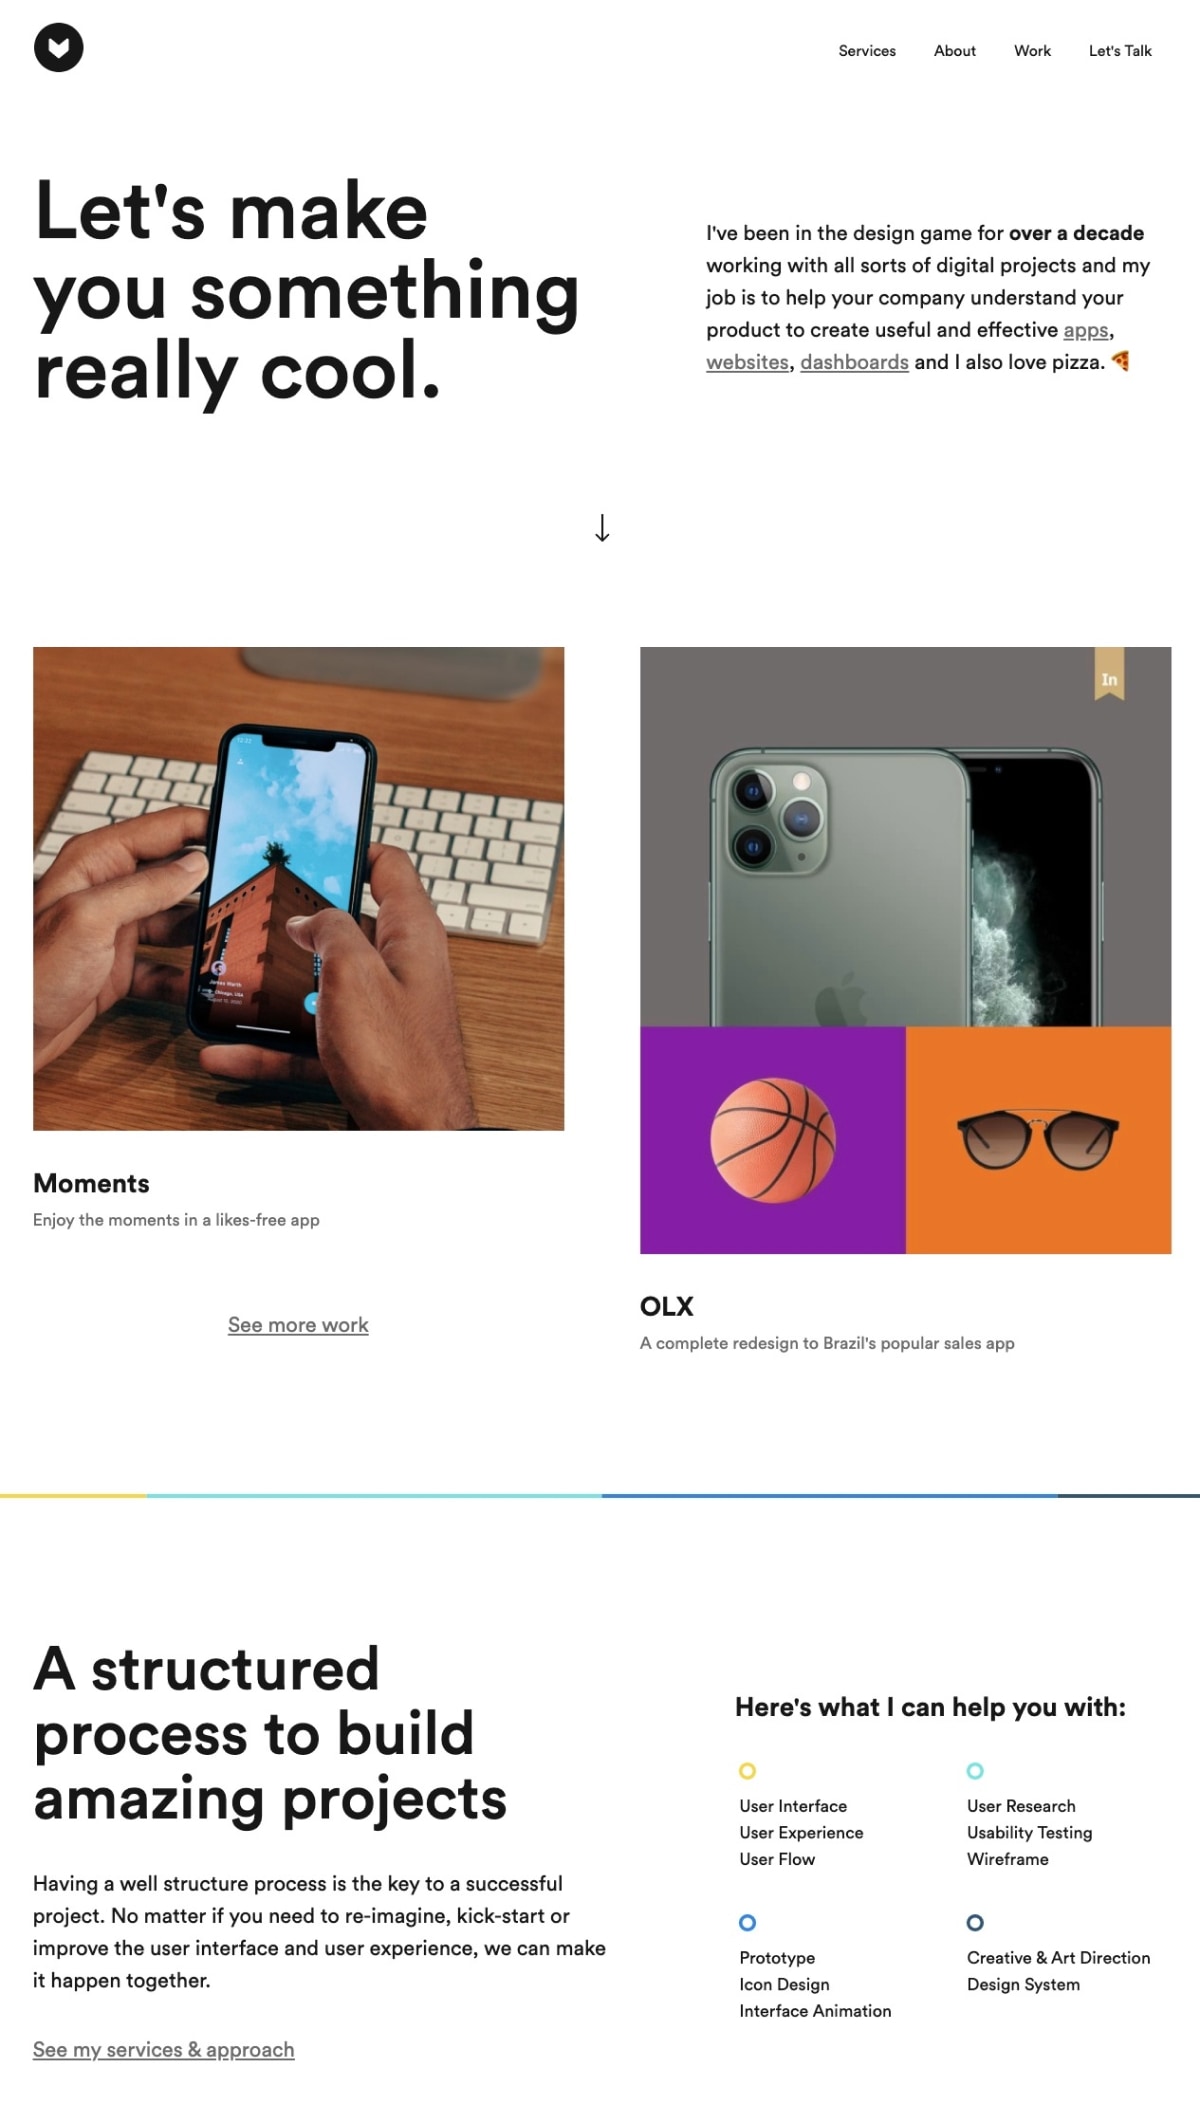 Services About Work Let's Talk
Let's make
you something
really cool.
I've been in the design game for over a decade
working with all sorts of digital projects and my
job is to help your company understand your
product to create useful and effective apps,
websites, dashboards and I also love pizza. 🍕
In
Moments
Enjoy the moments in a likes-free app
See more work
OLX
A complete redesign to Brazil's popular sales app
A structured
process to build
amazing projects
Having a well structure process is the key to a successful
project. No matter if you need to re-imagine, kick-start or
improve the user interface and user experience, we can make
it happen together.
See my services & approach
Here's what I can help you with:
User Interface
User Experience
User Flow
User Research
Usability Testing
Wireframe
Prototype
Icon Design
Interface Animation
Creative & Art Direction
Design System